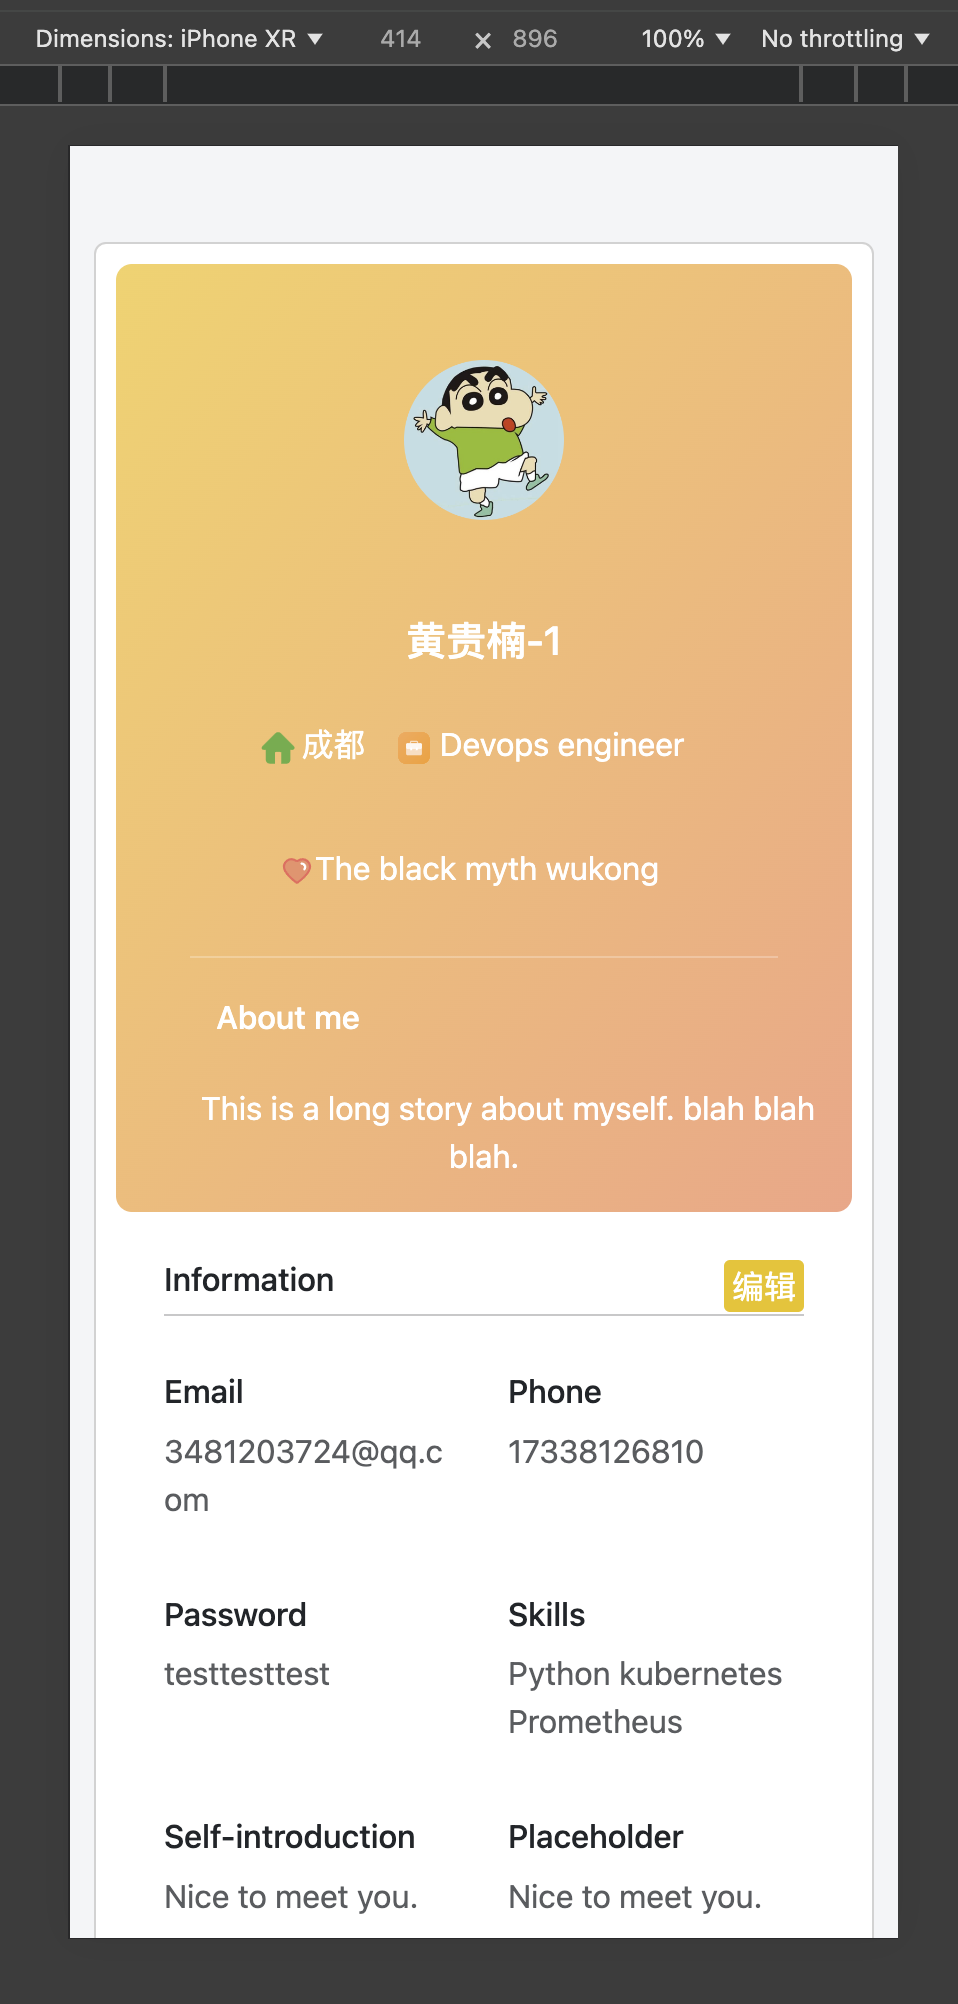 Dimensions: iPhone XR ▼ 414 × 896 100% ▼ No throttling ▼
黄贵楠-1
成都 Devops engineer
The black myth wukong
About me
This is a long story about myself. blah blah
blah.
Information 编辑
Email Phone
3481203724@qq.c 17338126810
om
Password Skills
testtesttest Python kubernetes
Prometheus
Self-introduction Placeholder
Nice to meet you. Nice to meet you.